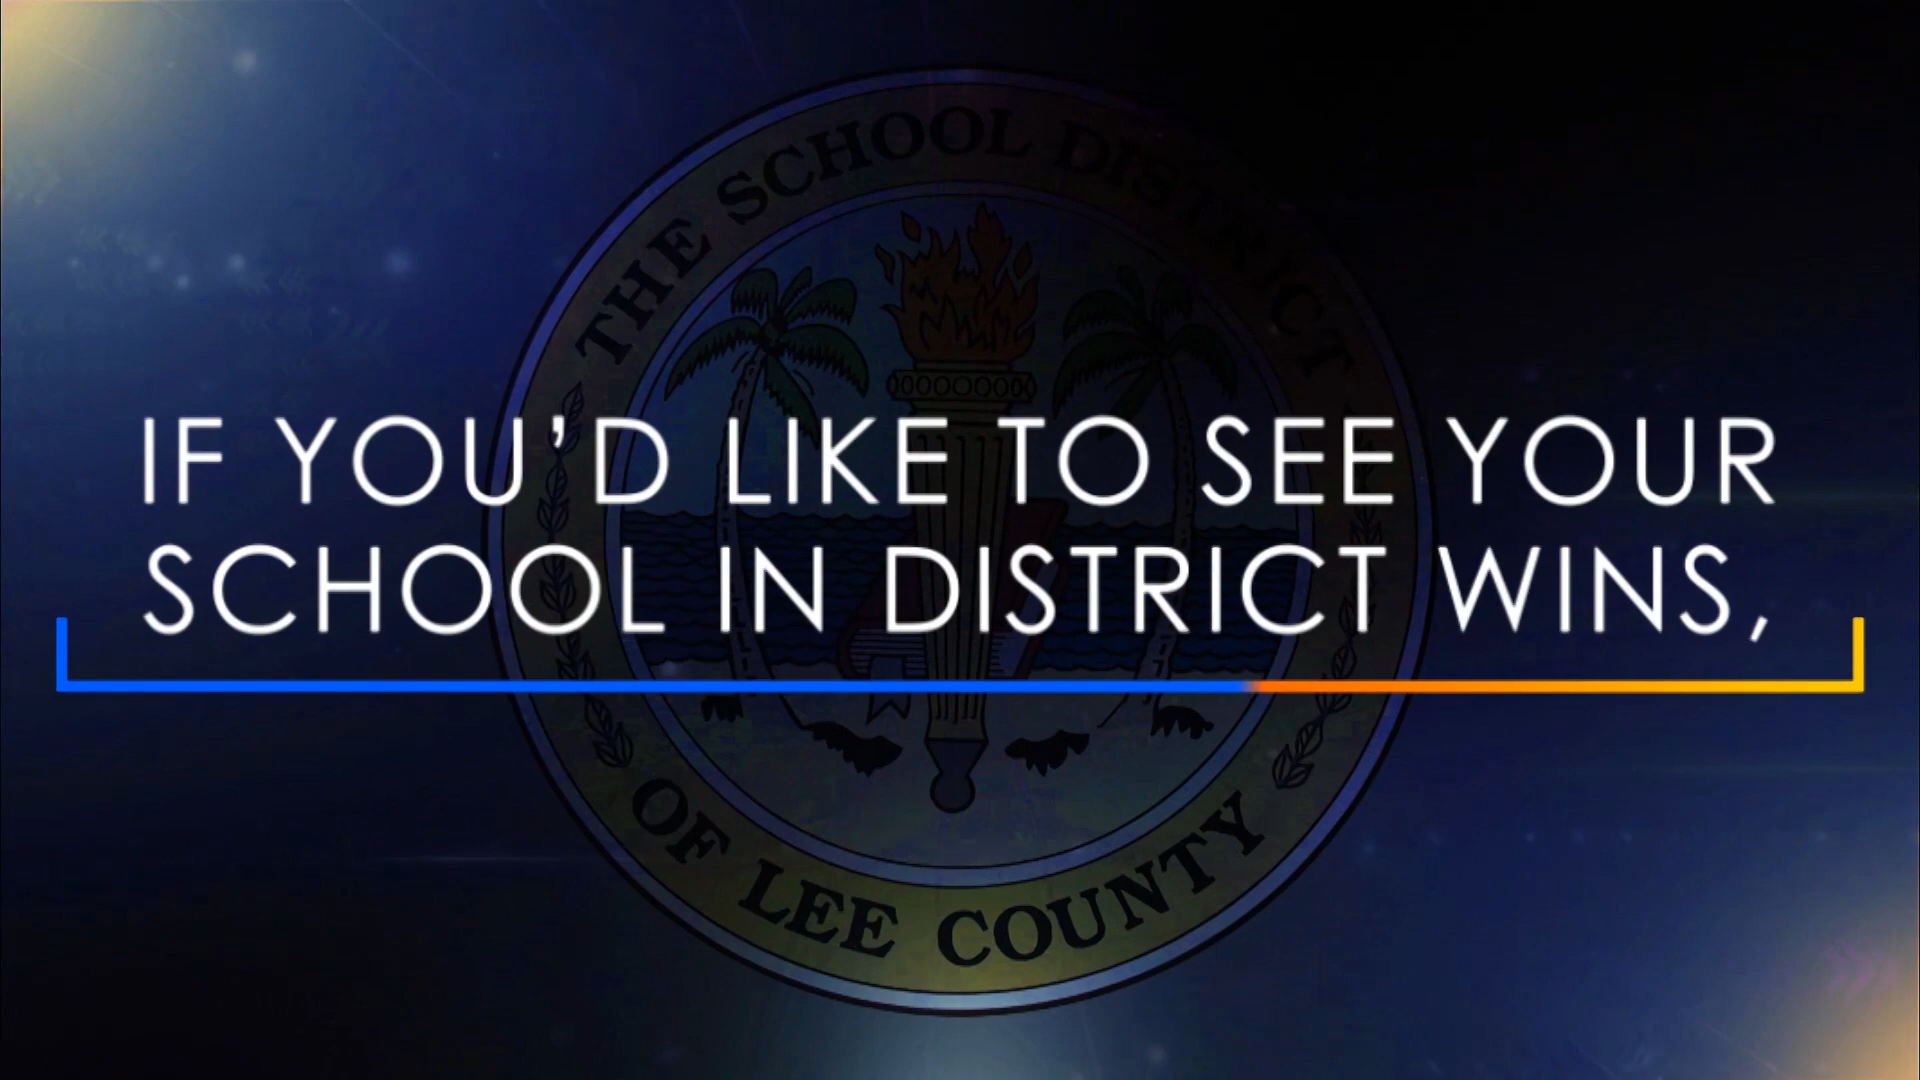 THE SCHOOL DISTRICT
IF YOU’D LIKE TO SEE YOUR
SCHOOL IN DISTRICT WINS,
OF LEE COUNTY